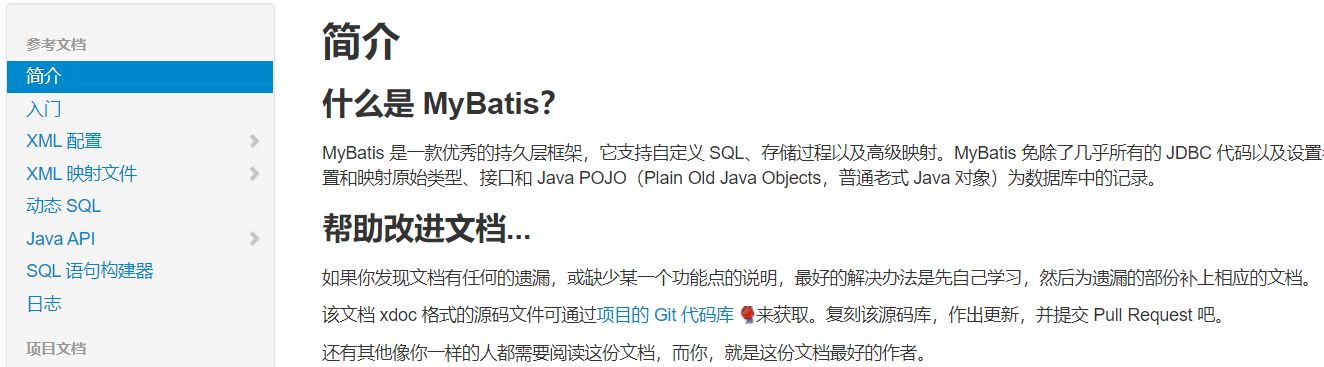 参考文档
简介
入门
XML 配置
XML 映射文件
动态 SQL
Java API
SQL 语句构建器
日志
项目文档
简介
什么是 MyBatis?
MyBatis 是一款优秀的持久层框架，它支持自定义 SQL、存储过程以及高级映射。MyBatis 免除了几乎所有的 JDBC 代码以及设置
置和映射原始类型、接口和 Java POJO（Plain Old Java Objects，普通老式 Java 对象）为数据库中的记录。
帮助改进文档...
如果你发现文档有任何的遗漏，或缺少某一个功能点的说明，最好的解决办法是先自己学习，然后为遗漏的部份补上相应的文档。
该文档 xdoc 格式的源码文件可通过项目的 Git 代码库来获取。复刻该源码库，作出更新，并提交 Pull Request 吧。
还有其他像你一样的人都需要阅读这份文档，而你，就是这份文档最好的作者。